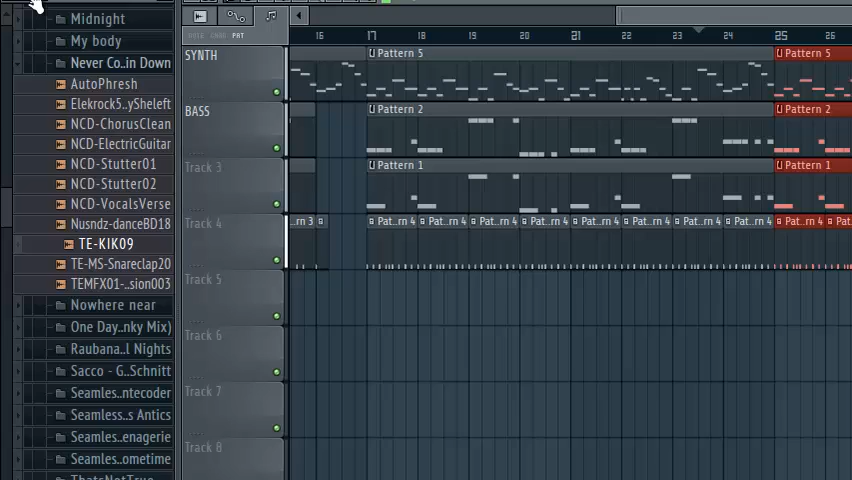 Midnight
My body
Never Co..in Down
AutoPhresh
Elekrock5..ySheleft
NCD-ChorusClean
NCD-ElectricGuitar
NCD-Stutter01
NCD-Stutter02
NCD-VocalsVerse
Nusndz-danceBD18
TE-KIK09
TE-MS-Snareclap20
TEMFX01-..sion003
Nowhere near
One Day..nky Mix)
Raubana..l Nights
Sacco - G..Schnitt
Seamles..ntecoder
Seamless..s Antics
Seamles..enagerie
Seamles..ometime
ThatsNotTrue
16 17 18 19 20 21 22 23 24 25 26
PAT
SYNTH
Pattern 5 Pattern 5
BASS
Pattern 2 Pattern 2
Track 3
Pattern 1 Pattern 1
Track 4
..rn 3 Pat..rn 4 Pat..rn 4 Pat..rn 4 Pat..rn 4 Pat..rn 4 Pat..rn 4 Pat..rn 4 Pat..rn 4 Pat..rn 4 Pat..
Track 5
Track 6
Track 7
Track 8